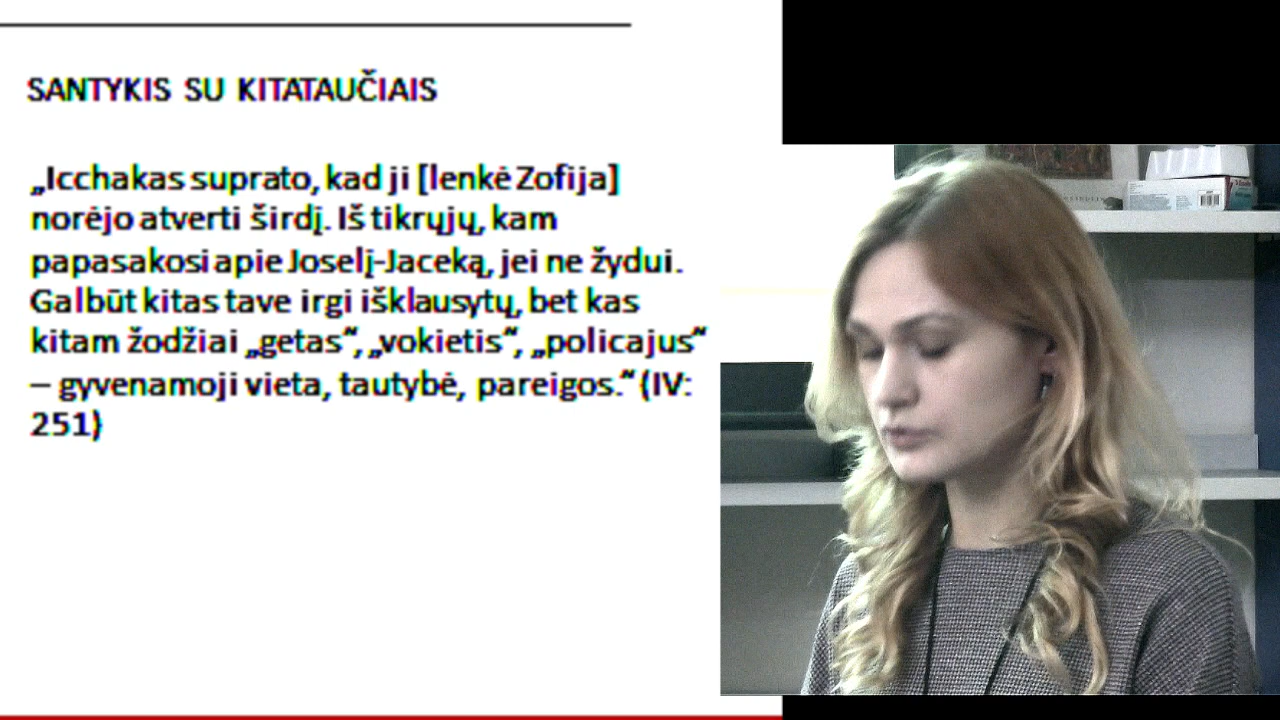 SANTYKIS SU KITATAUČIAIS
„Icchakas suprato, kad ji [lenkė Zofija]
norėjo atverti širdį. Iš tikrųjų, kam
papasakosi apie Joselį-Jaceką, jei ne žydui.
Galbūt kitas tave irgi išklausytų, bet kas
kitam žodžiai „getas“, „vokietis“, „policajus“
– gyvenamoji vieta, tautybė, pareigos.“ (IV:
251)